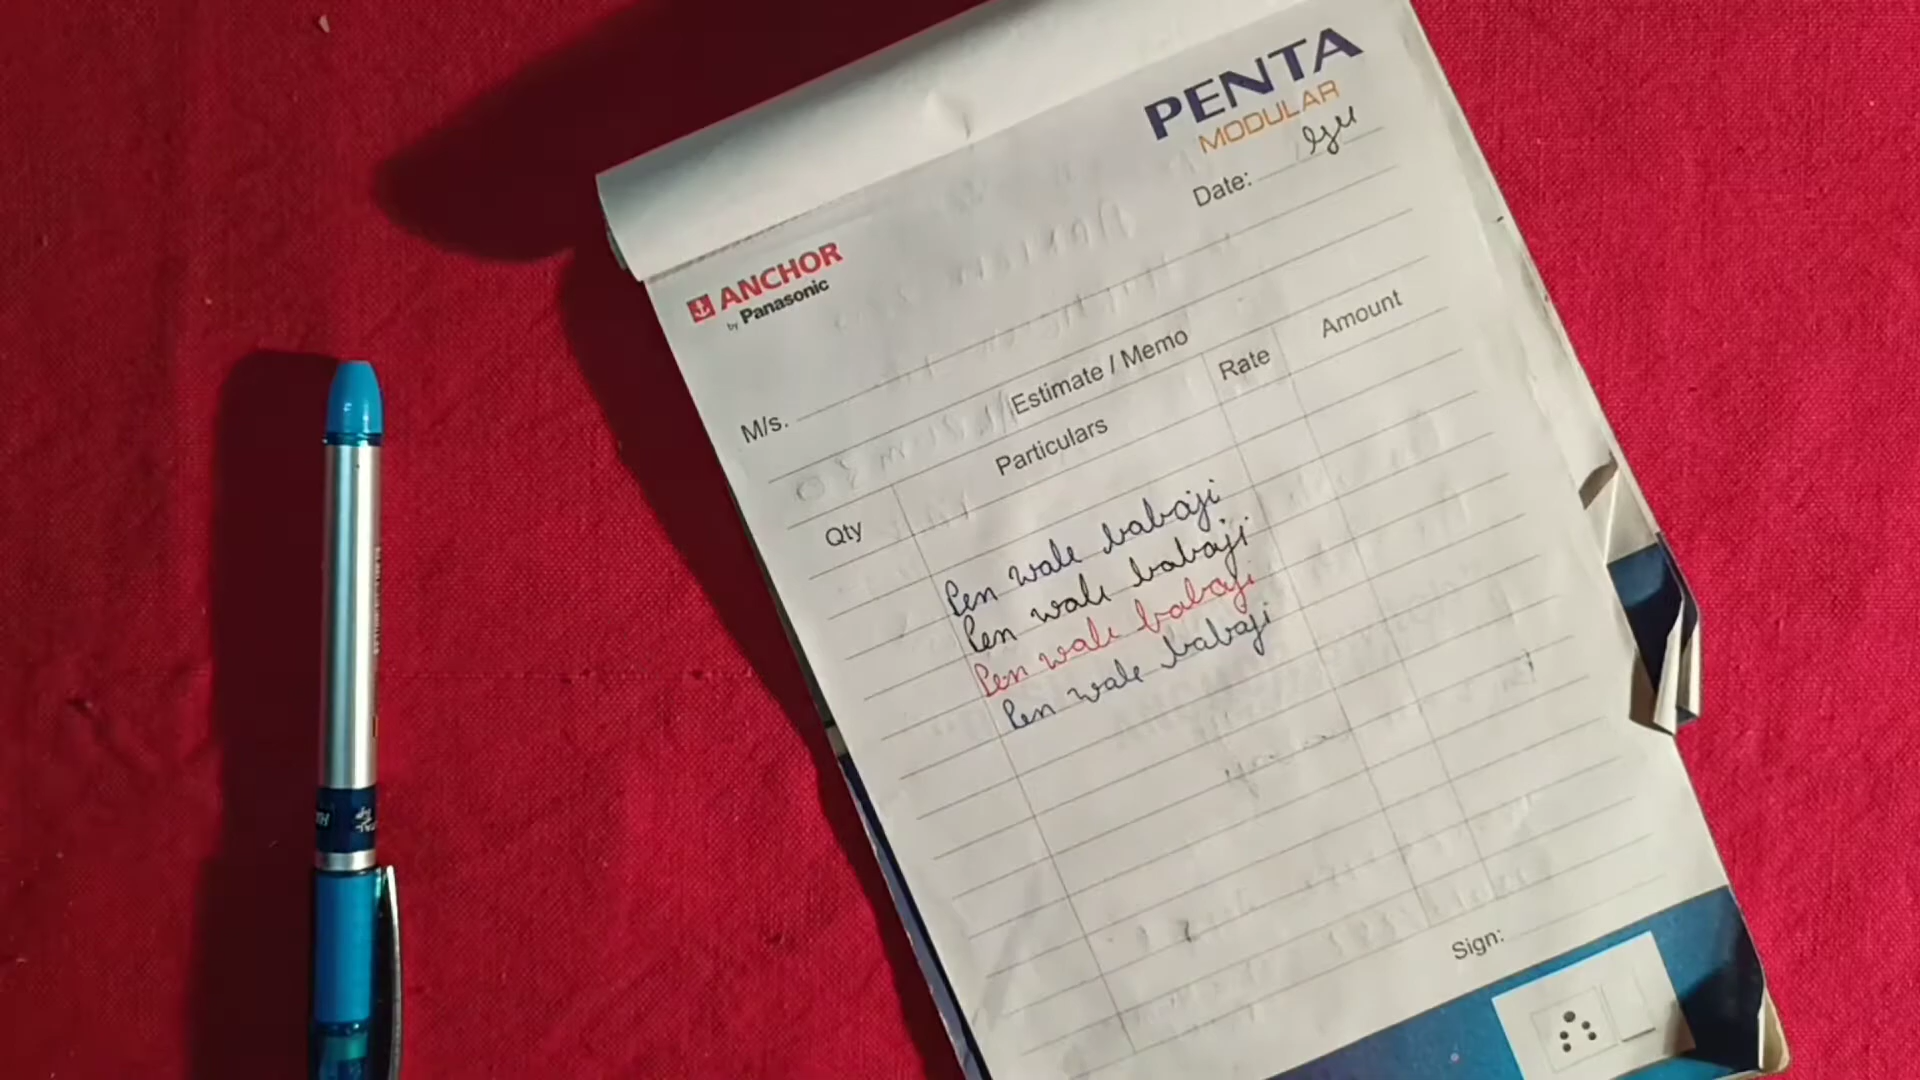 PENTA
MODULAR
Date:
ANCHOR
by Panasonic
M/s.
Estimate / Memo
Qty
Particulars
Rate
Amount
Pen wale babaji
Pen wale babaji
Pen wale babaji
Pen wale babaji
Sign: